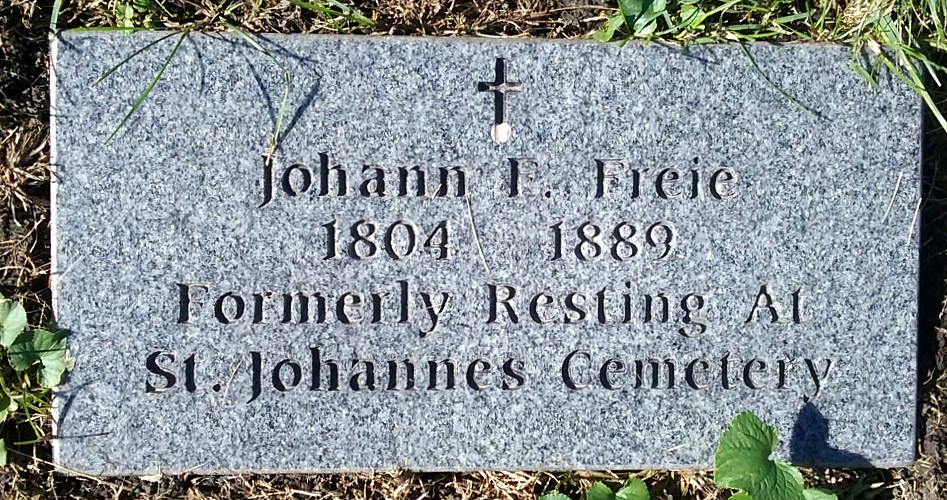 Johann F. Freie
1804 1889
Formerly Resting At
St. Johannes Cemetery